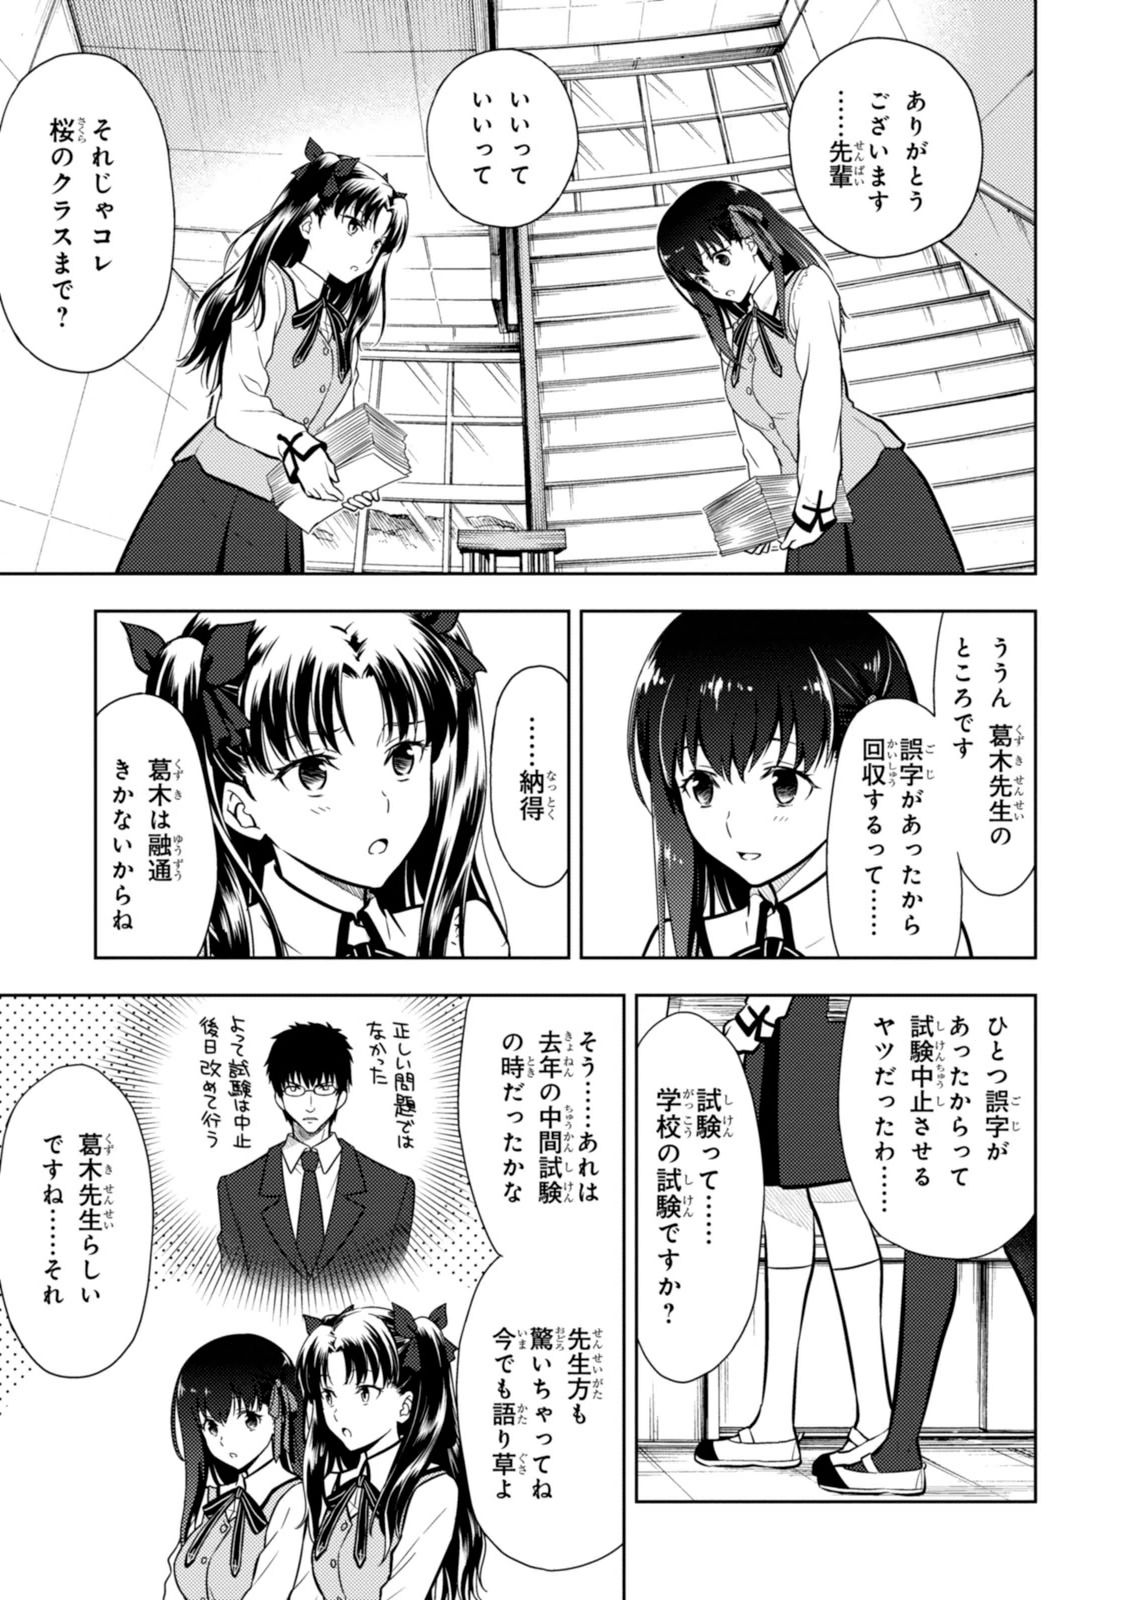 ありがとう
ございます
……先輩
いいって
いいって
それじゃコレ
桜のクラスまで？
ううん 葛木先生の
ところです
誤字があったから
回収するって……
……納得
葛木は融通
きかないからね
ひとつ誤字が
あったからって
試験中止させる
ヤツだったわ……
試験って……
学校の試験ですか？
そう……あれは
去年の中間試験
の時だったかな
正しい問題では
なかった
よって試験は中止
後日改めて行う
先生方も
驚いちゃってね
今でも語り草よ
葛木先生らしい
ですね……それ